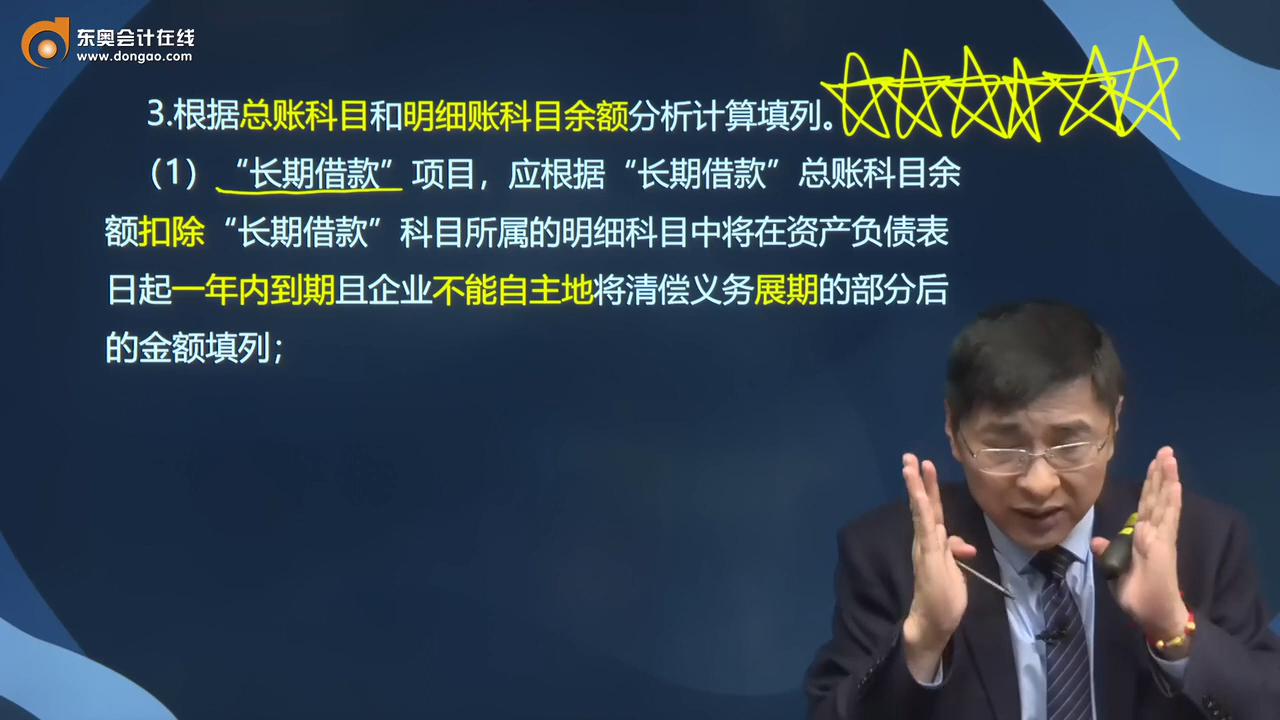 东奥会计在线
www.dongao.com
3.根据总账科目和明细账科目余额分析计算填列。
（1）“长期借款”项目，应根据“长期借款”总账科目余
额扣除“长期借款”科目所属的明细科目中将在资产负债表
日起一年内到期且企业不能自主地将清偿义务展期的部分后
的金额填列；